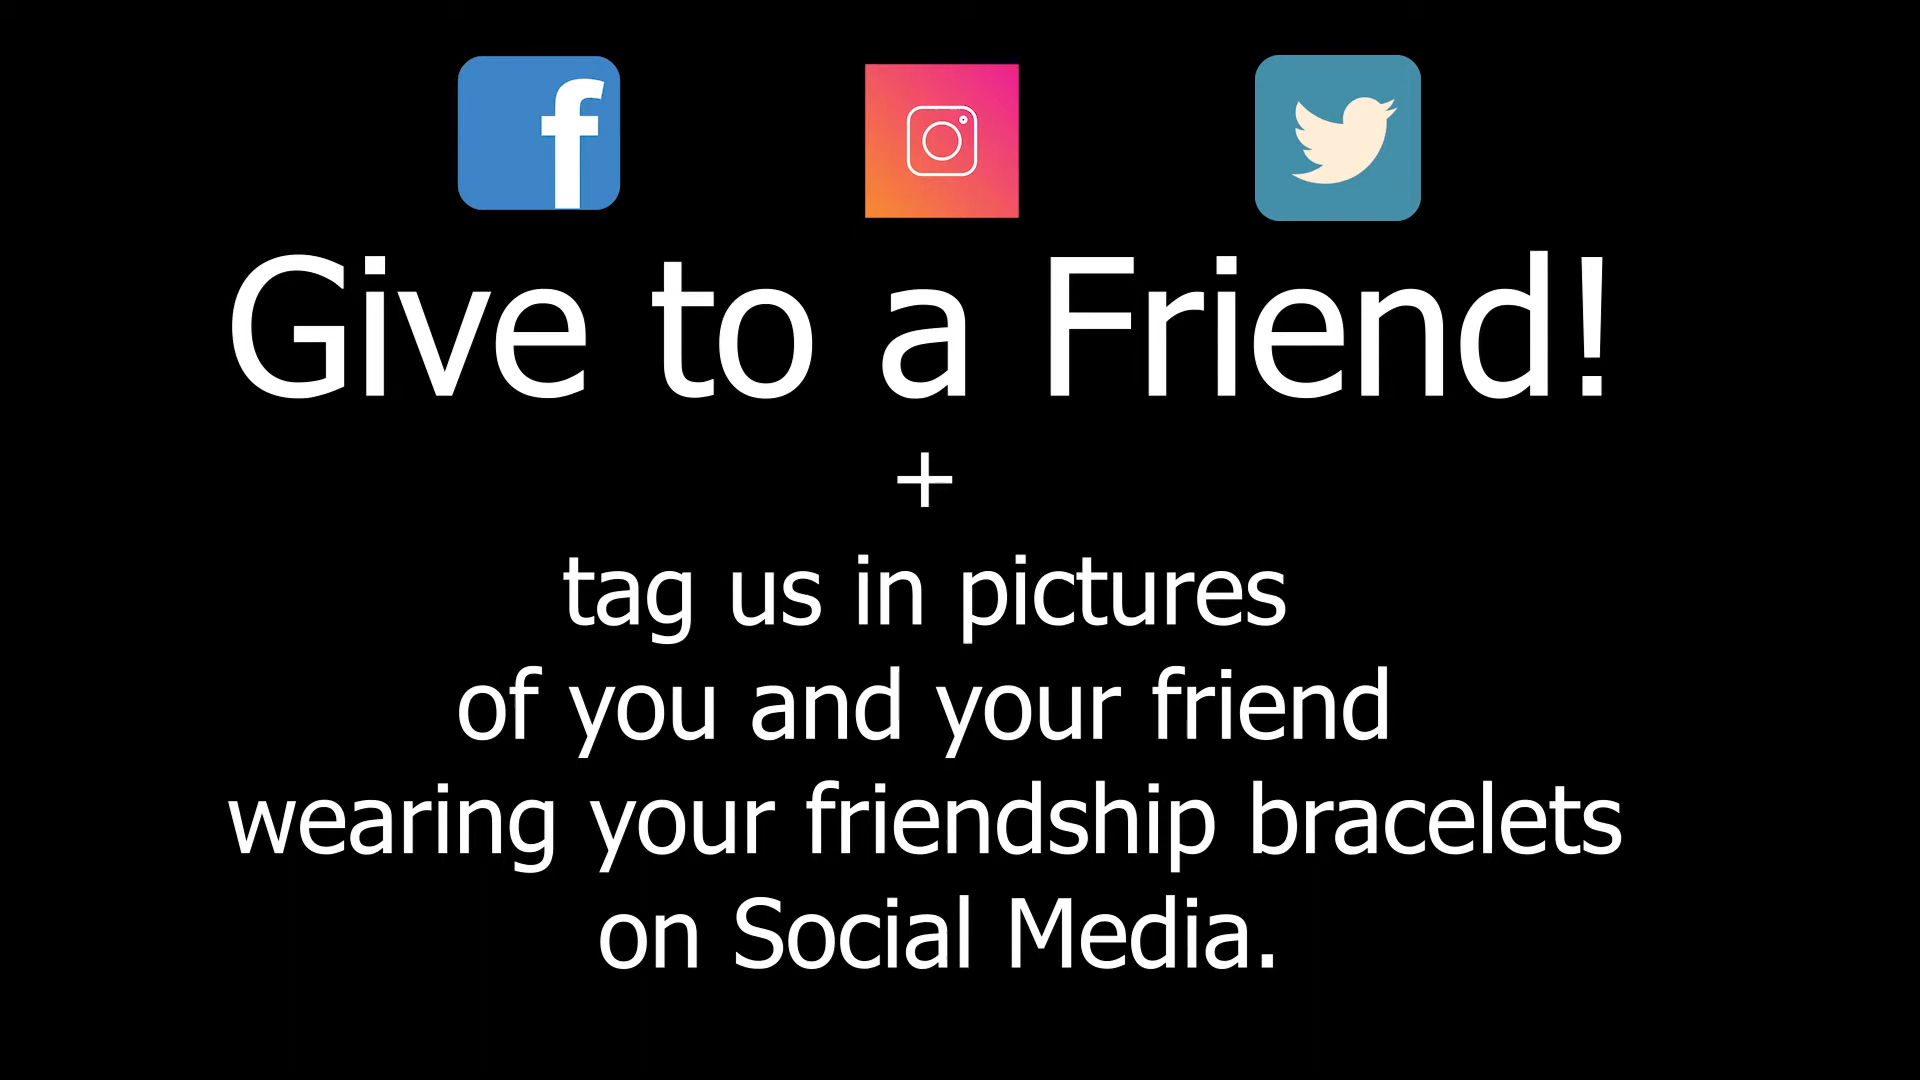 f
Give to a Friend!
+
tag us in pictures
of you and your friend
wearing your friendship bracelets
on Social Media.